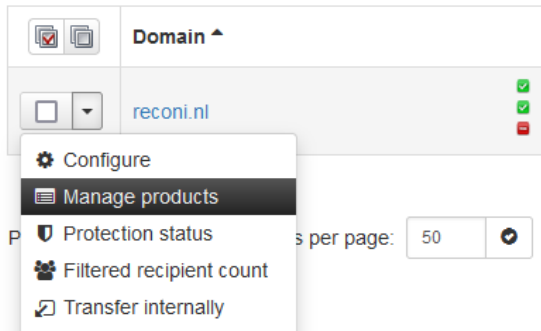 Domain
reconi.nl
Configure
Manage products
Protection status
s per page: 50
Filtered recipient count
Transfer internally